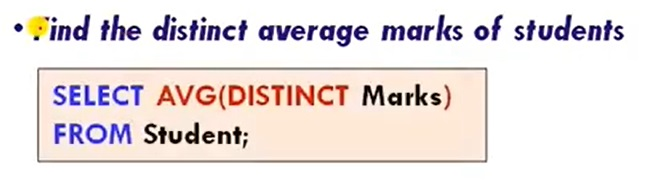 • Find the distinct average marks of students
SELECT AVG(DISTINCT Marks)
FROM Student;